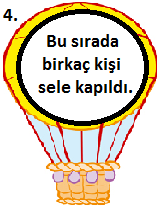 4.
Bu sırada
birkaç kişi
sele kapıldı.